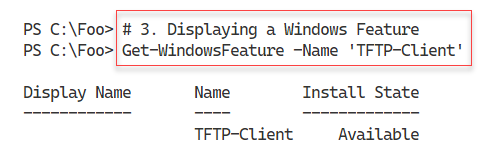 PS C:\Foo> # 3. Displaying a Windows Feature
PS C:\Foo> Get-WindowsFeature -Name 'TFTP-Client'
Display Name Name Install State
------------ ---- -------------
TFTP-Client Available